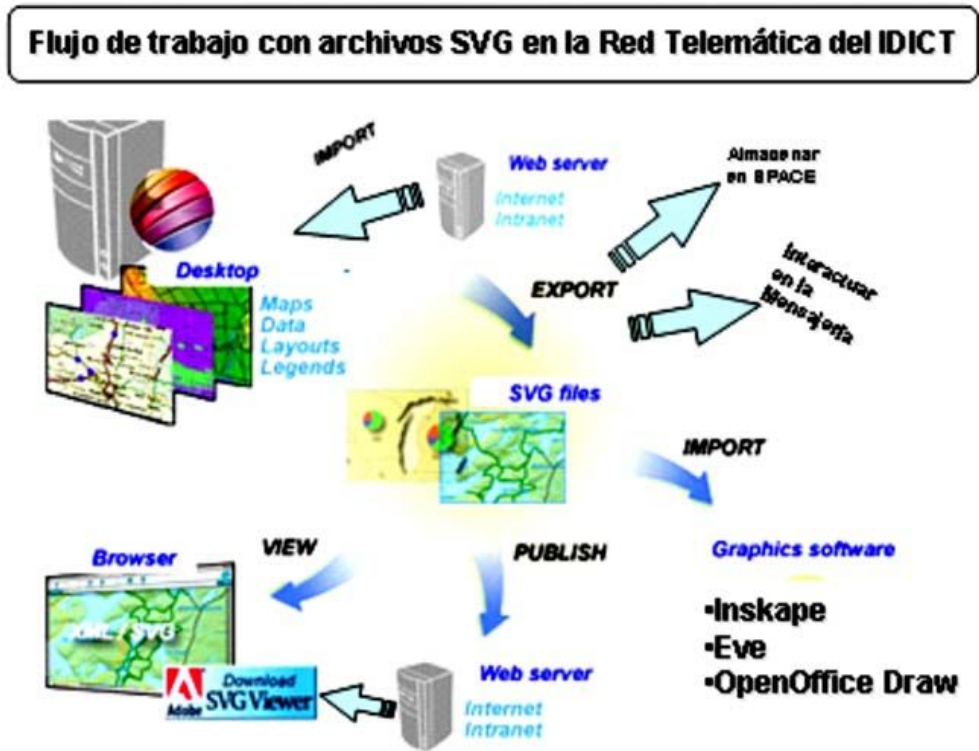 Flujo de trabajo con archivos SVG en la Red Telemática del IDICT
IMPORT
Web server
Internet
Intranet
Almacenar
en SPACE
Desktop
Maps
Data
Layouts
Legends
EXPORT
Interactuar
en la
Mensajería
SVG files
IMPORT
VIEW
PUBLISH
Browser
XML / SVG
Graphics software
•Inskape
•Eve
•OpenOffice Draw
Adobe
Download
SVG Viewer
Web server
Internet
Intranet